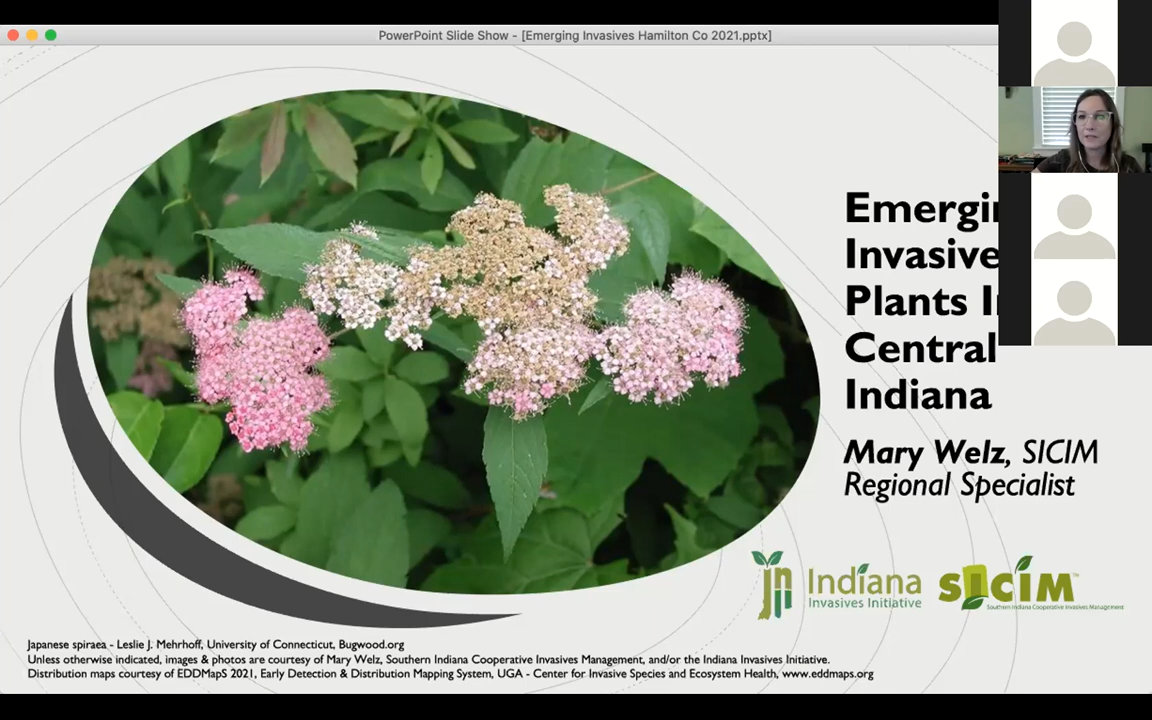 PowerPoint Slide Show - [Emerging Invasives Hamilton Co 2021.pptx]
Emergi
Invasive
Plants I
Central
Indiana
Mary Welz, SICIM
Regional Specialist
Indiana
Invasives Initiative
SICIM™
Southern Indiana Cooperative Invasives Management
Japanese spiraea - Leslie J. Mehrhoff, University of Connecticut, Bugwood.org
Unless otherwise indicated, images & photos are courtesy of Mary Welz, Southern Indiana Cooperative Invasives Management, and/or the Indiana Invasives Initiative.
Distribution maps courtesy of EDDMapS 2021, Early Detection & Distribution Mapping System, UGA - Center for Invasive Species and Ecosystem Health, www.eddmaps.org